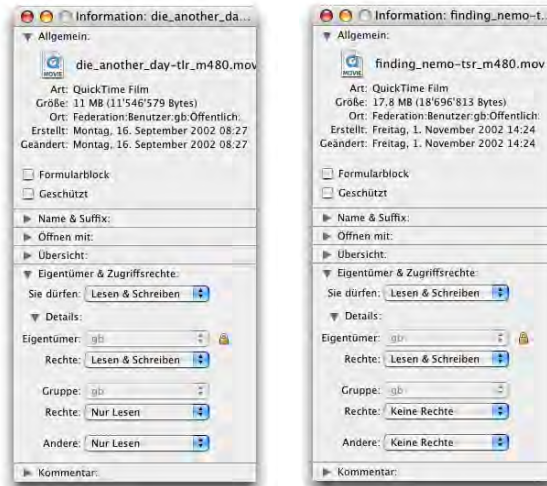 Information: die_another_da...
Allgemein:
MOVIE
die_another_day-tlr_m480.mov
Art: QuickTime Film
Größe: 11 MB (11'546'579 Bytes)
Ort: Federation:Benutzer:gb:Öffentlich:
Erstellt: Montag, 16. September 2002 08:27
Geändert: Montag, 16. September 2002 08:27
Formularblock
Geschützt
Name & Suffix:
Öffnen mit:
Übersicht:
Eigentümer & Zugriffsrechte:
Sie dürfen: Lesen & Schreiben
Details:
Eigentümer: gb
Rechte: Lesen & Schreiben
Gruppe: gb
Rechte: Nur Lesen
Andere: Nur Lesen
Kommentar:
Information: finding_nemo-t...
Allgemein:
MOVIE
finding_nemo-tsr_m480.mov
Art: QuickTime Film
Größe: 17.8 MB (18'696'813 Bytes)
Ort: Federation:Benutzer:gb:Öffentlich:
Erstellt: Freitag, 1. November 2002 14:24
Geändert: Freitag, 1. November 2002 14:24
Formularblock
Geschützt
Name & Suffix:
Öffnen mit:
Übersicht:
Eigentümer & Zugriffsrechte:
Sie dürfen: Lesen & Schreiben
Details:
Eigentümer: gb
Rechte: Lesen & Schreiben
Gruppe: gb
Rechte: Keine Rechte
Andere: Keine Rechte
Kommentar: